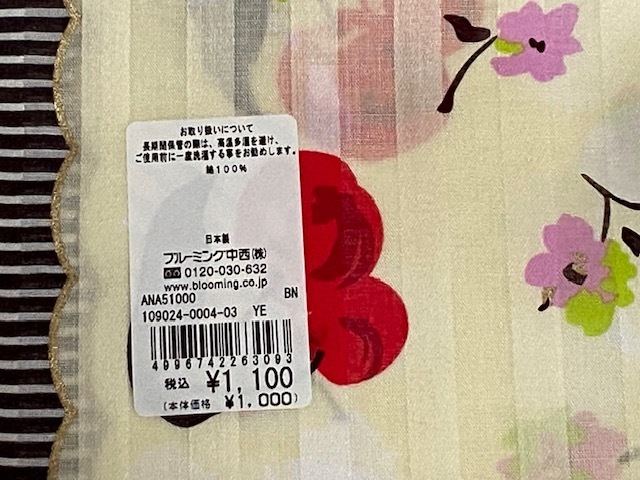 お取り扱いについて
長期間保管の際は、高温多湿を避け、
ご使用前に一度洗濯する事をお勧めします。
綿100%
日本製
ブルーミング中西(株)
0120-030-632
www.blooming.co.jp
ANA51000 BN
109024-0004-03 YE
4996742263093
税込 ¥1,100
(本体価格 ¥1,000)